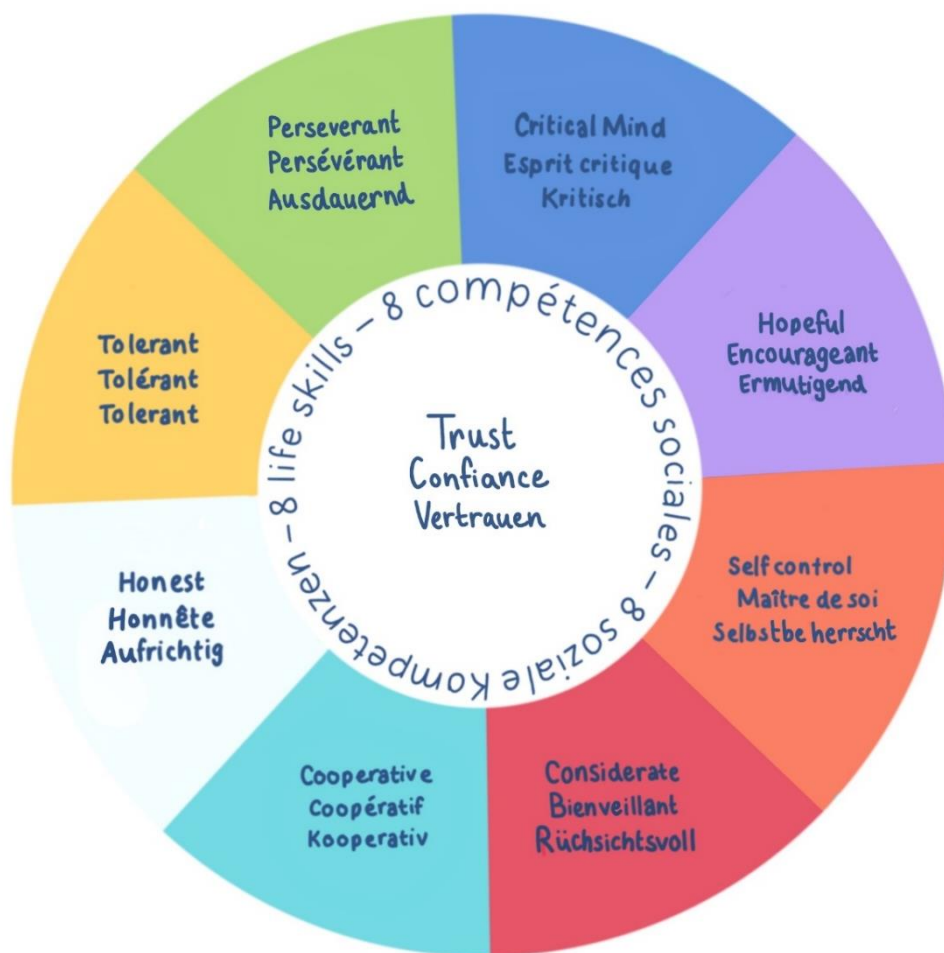 Perseverant
Persévérant
Ausdauernd
Critical Mind
Esprit critique
Kritisch
Hopeful
Encourageant
Ermutigend
Self control
Maître de soi
Selbstbe herrscht
Considerate
Bienveillant
Rüchsichtsvoll
Cooperative
Coopératif
Kooperativ
Honest
Honnête
Aufrichtig
Tolerant
Tolérant
Tolerant
8 life skills – 8 compétences sociales – 8 soziale Kompetenzen –
Trust
Confiance
Vertrauen